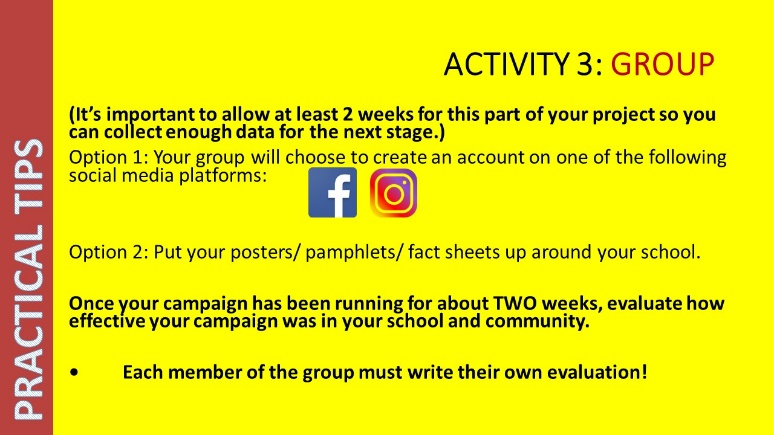 PRACTICAL TIPS
ACTIVITY 3: GROUP
(It's important to allow at least 2 weeks for this part of your project so you
can collect enough data for the next stage.)
Option 1: Your group will choose to create an account on one of the following
social media platforms:
Option 2: Put your posters/ pamphlets/ fact sheets up around your school.
Once your campaign has been running for about TWO weeks, evaluate how
effective your campaign was in your school and community.
• Each member of the group must write their own evaluation!